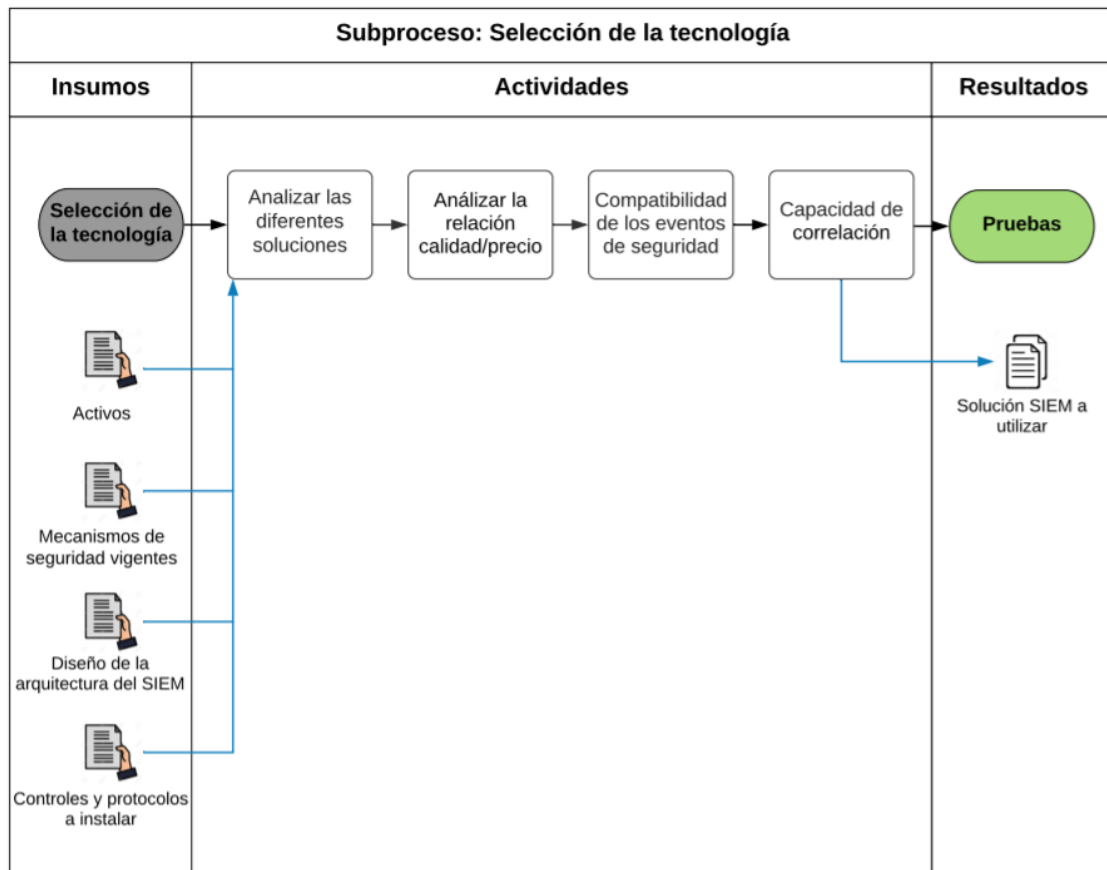 Subproceso: Selección de la tecnología
Insumos
Actividades
Resultados
Selección de
la tecnología
Analizar las
diferentes
soluciones
Análizar la
relación
calidad/precio
Compatibilidad
de los eventos
de seguridad
Capacidad de
correlación
Pruebas
Activos
Solución SIEM a
utilizar
Mecanismos de
seguridad vigentes
Diseño de la
arquitectura del SIEM
Controles y protocolos
a instalar